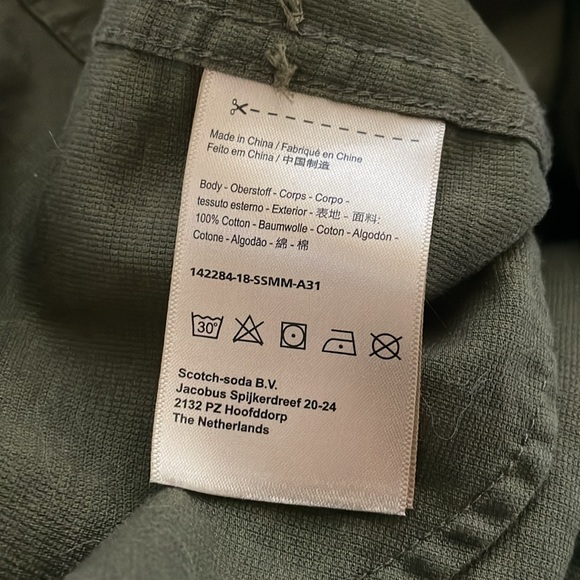 Made in China / Fabriqué en Chine
Feito em China / 中国制造
Body - Oberstoff - Corps - Corpo -
tessuto esterno - Exterior - 表地 - 面料:
100% Cotton - Baumwolle - Coton - Algodón -
Cotone - Algodão - 綿 - 棉
142284-18-SSMM-A31
30°
Scotch-soda B.V.
Jacobus Spijkerdreef 20-24
2132 PZ Hoofddorp
The Netherlands